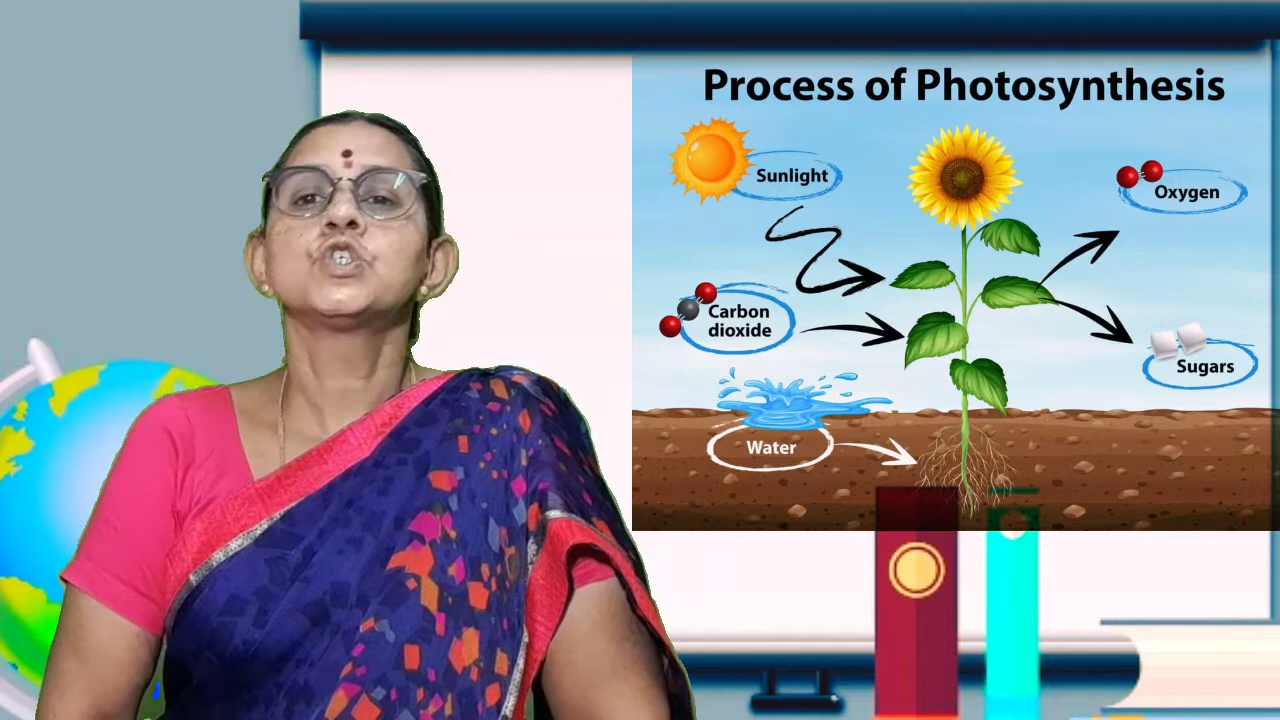 Process of Photosynthesis
Sunlight
Oxygen
Carbon
dioxide
Sugars
Water